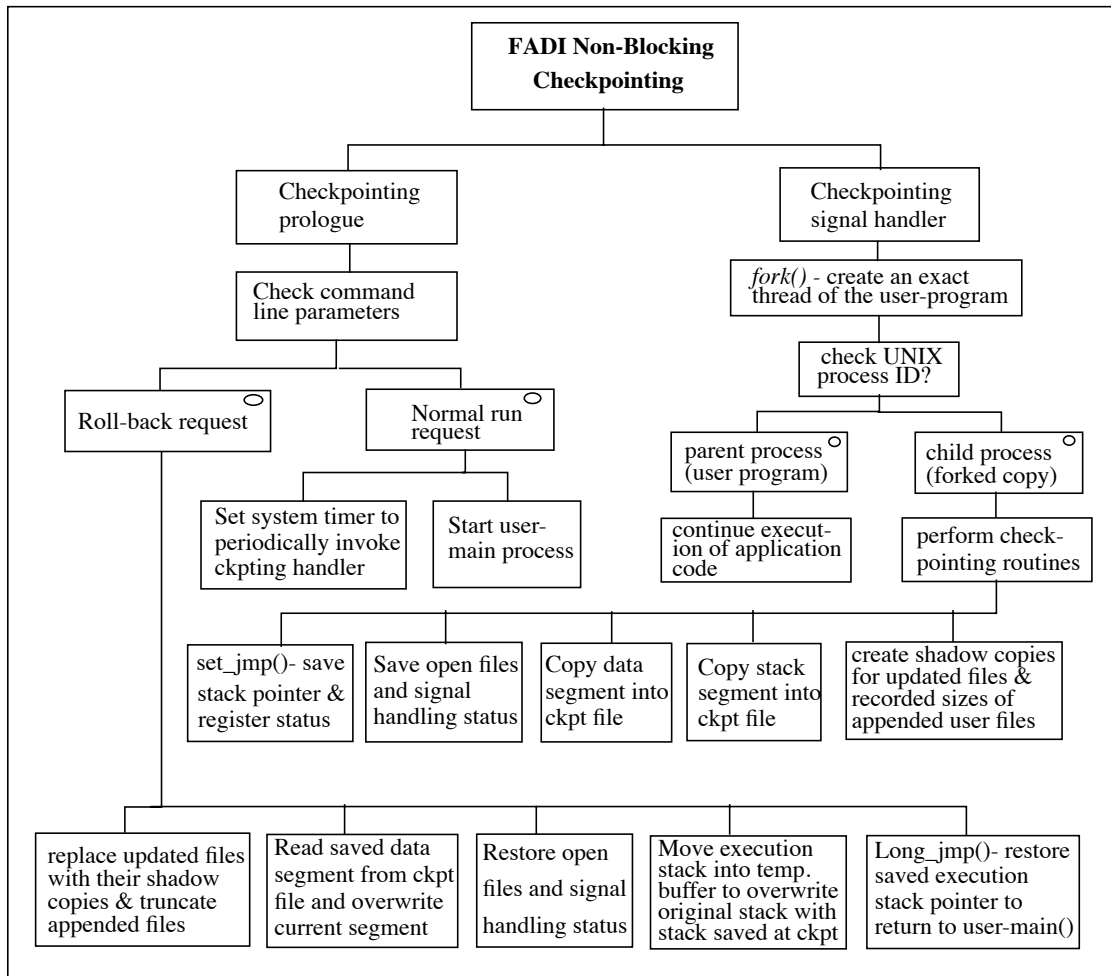 FADI Non-Blocking
Checkpointing
Checkpointing
prologue
Checkpointing
signal handler
Check command
line parameters
fork() - create an exact
thread of the user-program
check UNIX
process ID?
Roll-back request
Normal run
request
parent process
(user program)
child process
(forked copy)
Set system timer to
periodically invoke
ckpting handler
Start user-
main process
continue execut-
ion of application
code
perform check-
pointing routines
set_jmp()- save
stack pointer &
register status
Save open files
and signal
handling status
Copy data
segment into
ckpt file
Copy stack
segment into
ckpt file
create shadow copies
for updated files &
recorded sizes of
appended user files
replace updated files
with their shadow
copies & truncate
appended files
Read saved data
segment from ckpt
file and overwrite
current segment
Restore open
files and signal
handling status
Move execution
stack into temp.
buffer to overwrite
original stack with
stack saved at ckpt
Long_jmp()- restore
saved execution
stack pointer to
return to user-main()